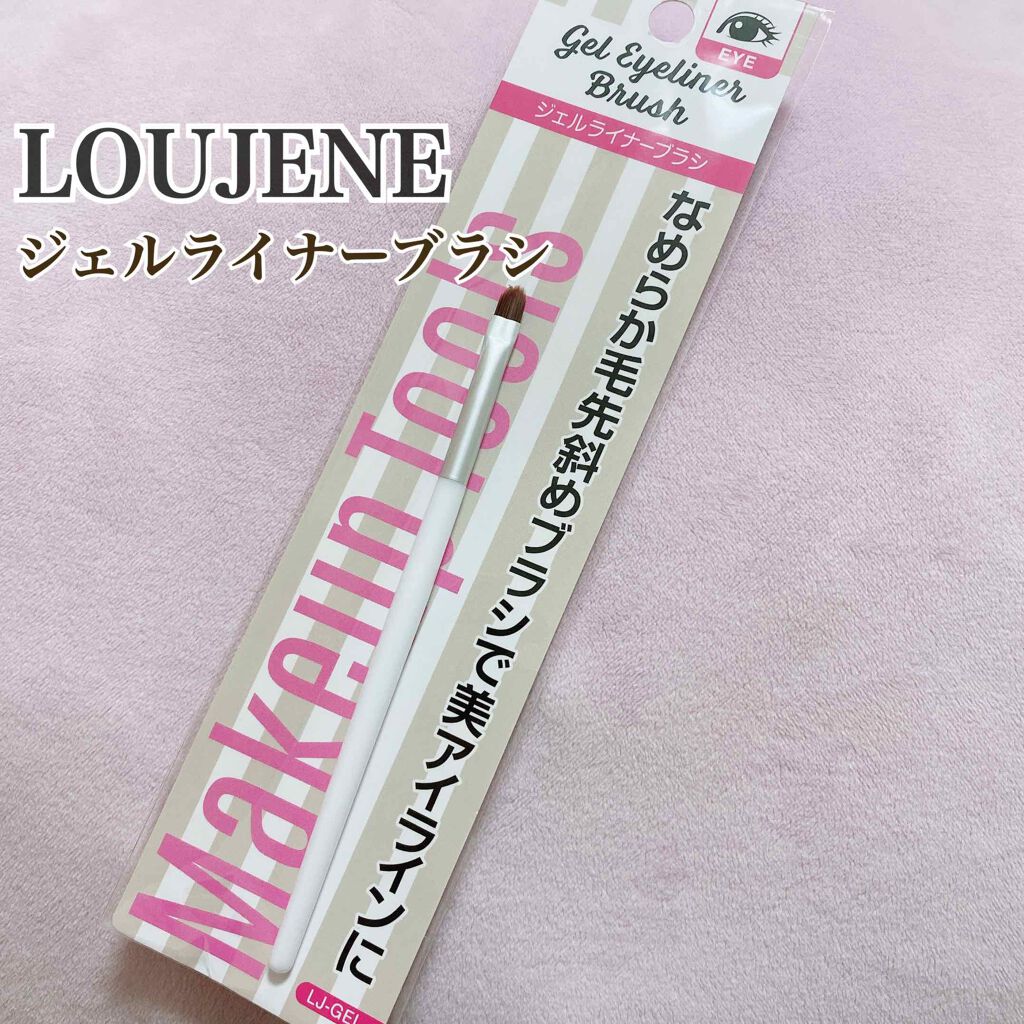 EYE
Gel Eyeliner
Brush
ジェルライナーブラシ
LOUJENE
ジェルライナーブラシ
なめらか毛先斜めブラシで美アイラインに
Makeup Tools
LJ-GEL